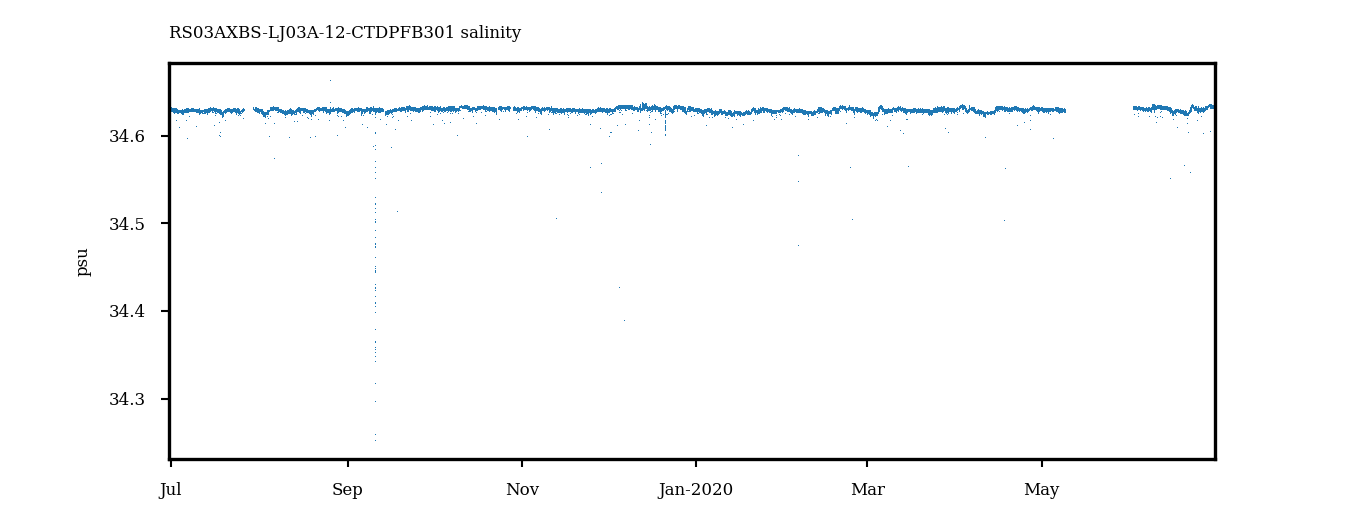 RS03AXBS-LJ03A-12-CTDPFB301 salinity
34.6
34.5
psu
34.4
34.3
Jul Sep Nov Jan-2020 Mar May